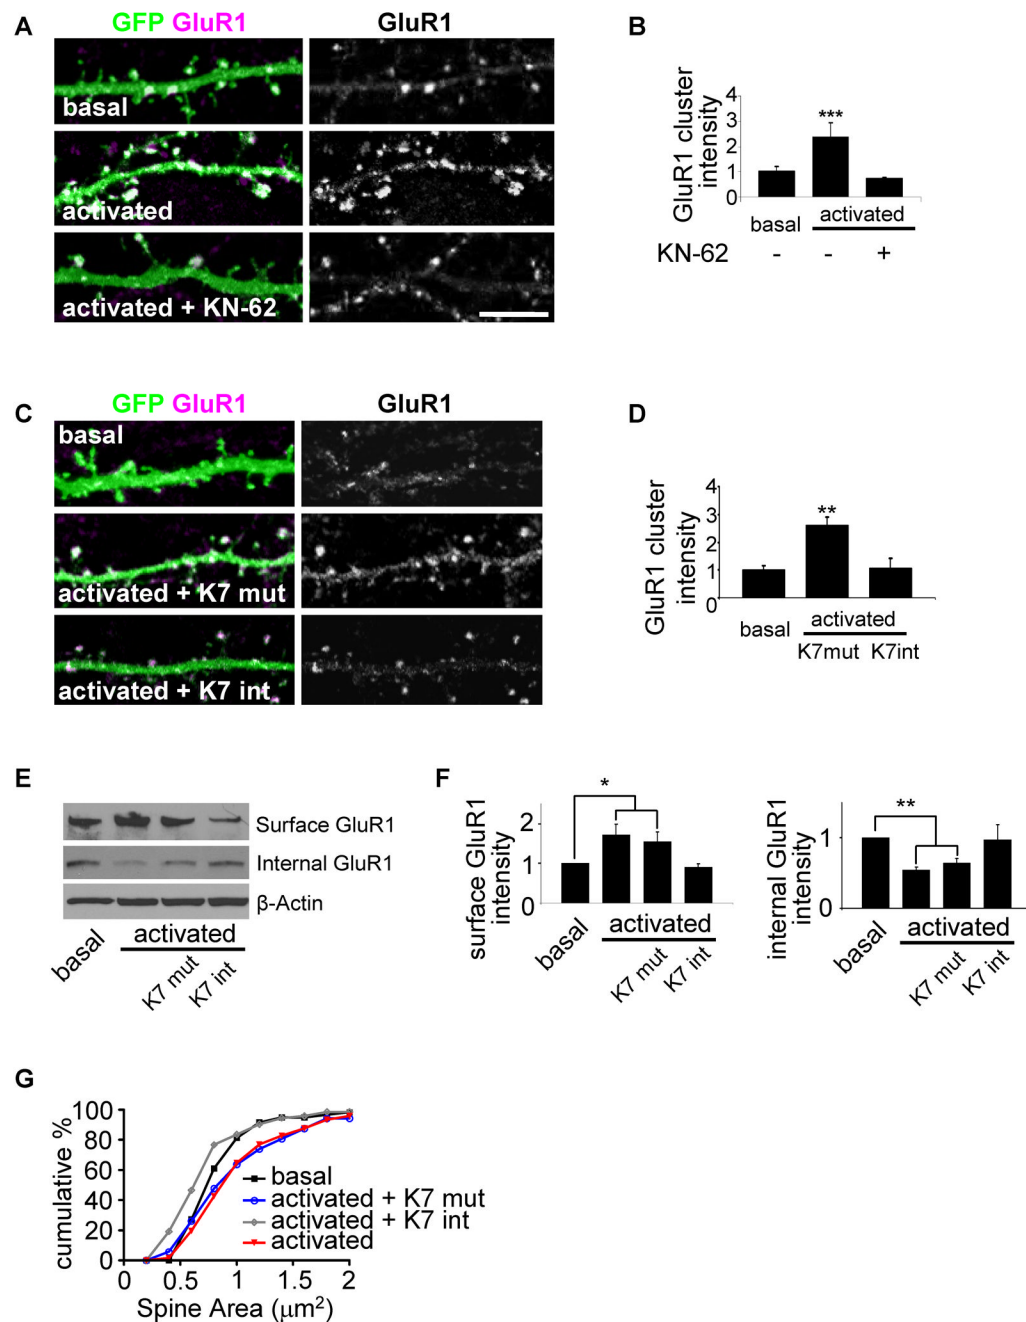 A
GFP GluR1
GluR1
basal
activated
activated + KN-62
B
GluR1 cluster
intensity
4
3
2
1
0
***
basal
activated
KN-62
- - +
C
GFP GluR1
GluR1
basal
activated + K7 mut
activated + K7 int
D
GluR1 cluster
intensity
4
3
2
1
0
**
basal
activated
K7mut K7int
E
Surface GluR1
Internal GluR1
β-Actin
basal
activated
K7 mut
K7 int
F
surface GluR1
intensity
2
1
0
*
basal
activated
K7 mut
K7 int
internal GluR1
intensity
1
0
**
basal
activated
K7 mut
K7 int
G
cumulative %
100
80
60
40
20
0
basal
activated + K7 mut
activated + K7 int
activated
0 0.5 1 1.5 2
Spine Area (μm²)